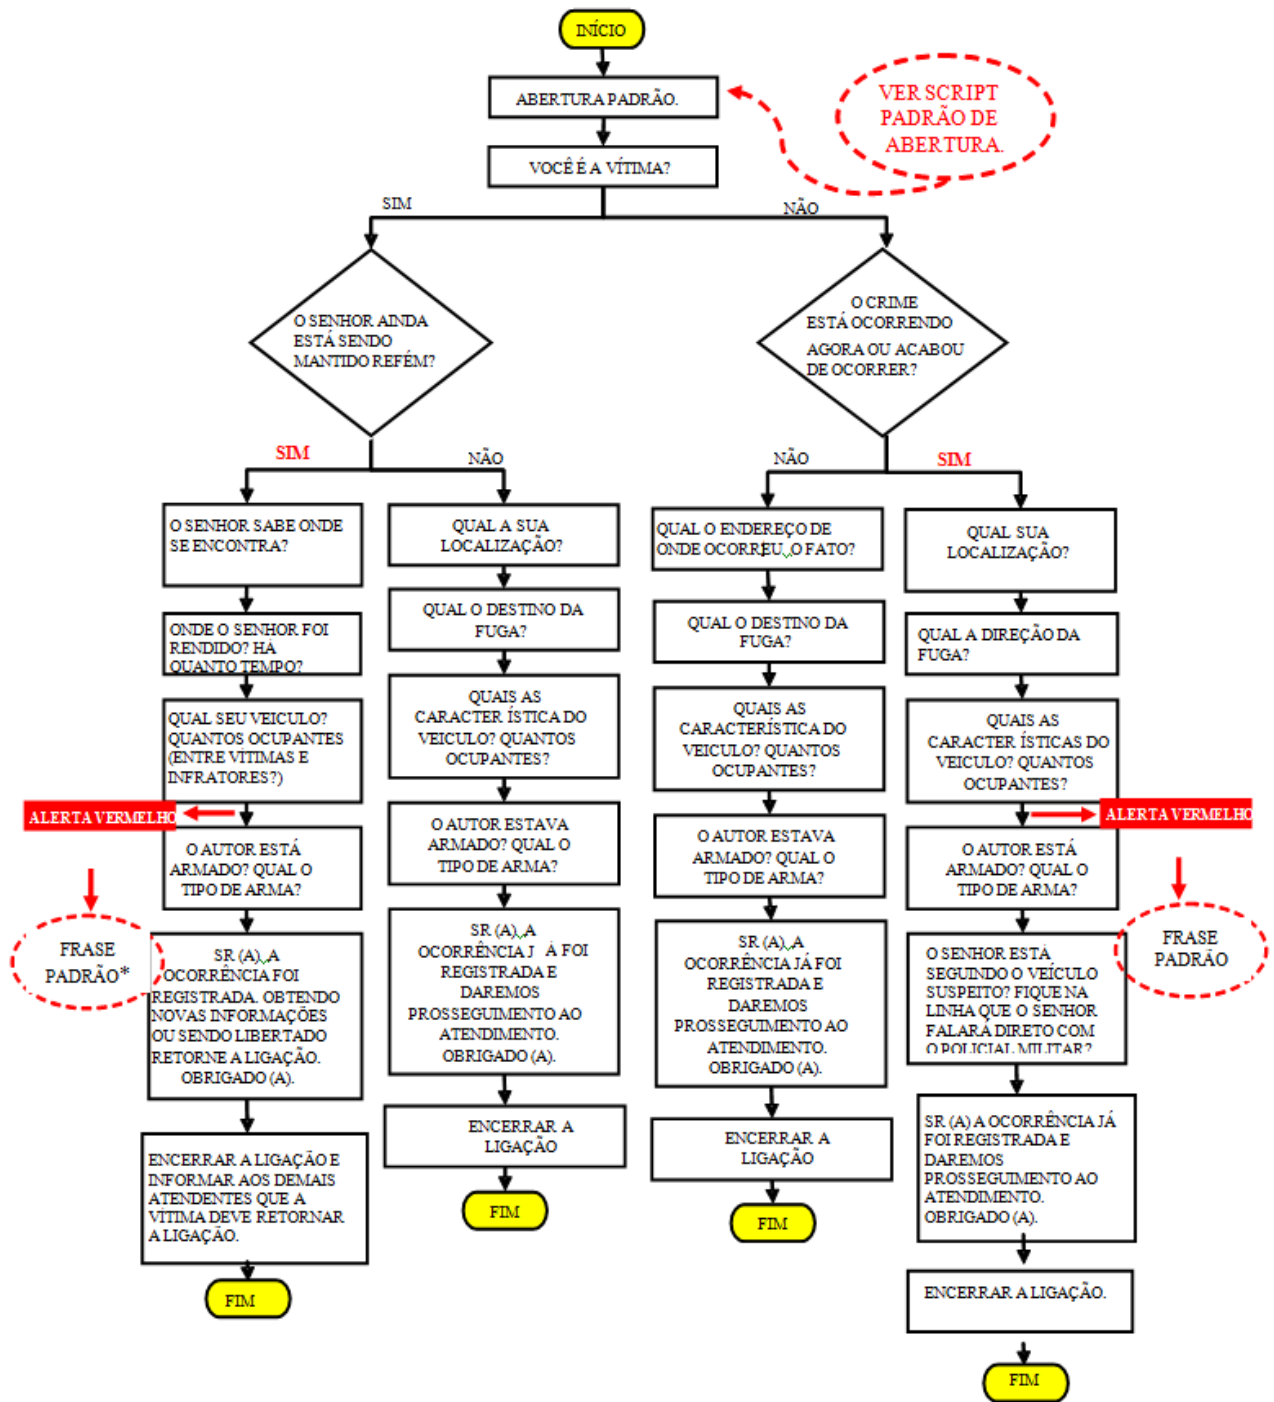 INÍCIO
ABERTURA PADRÃO.
VER SCRIPT
PADRÃO DE
ABERTURA.
VOCÊ É A VÍTIMA?
SIM
NÃO
O SENHOR AINDA
ESTÁ SENDO
MANTIDO REFÉM?
O CRIME
ESTÁ OCORRENDO
AGORA OU ACABOU
DE OCORRER?
SIM
NÃO
NÃO
SIM
O SENHOR SABE ONDE
SE ENCONTRA?
ONDE O SENHOR FOI
RENDIDO? HÁ
QUANTO TEMPO?
QUAL SEU VEICULO?
QUANTOS OCUPANTES
(ENTRE VÍTIMAS E
INFRATORES?)
ALERTA VERMELHO
O AUTOR ESTÁ
ARMADO? QUAL O
TIPO DE ARMA?
FRASE
PADRÃO*
SR (A), A
OCORRÊNCIA FOI
REGISTRADA. OBTENDO
NOVAS INFORMAÇÕES
OU SENDO LIBERTADO
RETORNE A LIGAÇÃO.
OBRIGADO (A).
ENCERRAR A LIGAÇÃO E
INFORMAR AOS DEMAIS
ATENDENTES QUE A
VÍTIMA DEVE RETORNAR
A LIGAÇÃO.
FIM
QUAL A SUA
LOCALIZAÇÃO?
QUAL O DESTINO DA
FUGA?
QUAIS AS
CARACTER ÍSTICA DO
VEICULO? QUANTOS
OCUPANTES?
O AUTOR ESTAVA
ARMADO? QUAL O
TIPO DE ARMA?
SR (A), A
OCORRÊNCIA J Á FOI
REGISTRADA E
DAREMOS
PROSSEGUIMENTO AO
ATENDIMENTO.
OBRIGADO (A).
ENCERRAR A
LIGAÇÃO
FIM
QUAL O ENDEREÇO DE
ONDE OCORREU, O FATO?
QUAL O DESTINO DA
FUGA?
QUAIS AS
CARACTERÍSTICA DO
VEICULO? QUANTOS
OCUPANTES?
O AUTOR ESTAVA
ARMADO? QUAL O
TIPO DE ARMA?
SR (A), A
OCORRÊNCIA JÁ FOI
REGISTRADA E
DAREMOS
PROSSEGUIMENTO AO
ATENDIMENTO.
OBRIGADO (A).
ENCERRAR A
LIGAÇÃO
FIM
QUAL SUA
LOCALIZAÇÃO?
QUAL A DIREÇÃO DA
FUGA?
QUAIS AS
CARACTER ÍSTICAS DO
VEICULO? QUANTOS
OCUPANTES?
ALERTA VERMELHO
O AUTOR ESTÁ
ARMADO? QUAL O
TIPO DE ARMA?
FRASE
PADRÃO
O SENHOR ESTÁ
SEGUINDO O VEÍCULO
SUSPEITO? FIQUE NA
LINHA QUE O SENHOR
FALARÁ DIRETO COM
O POLICIAL MILITAR?
SR (A) A OCORRÊNCIA JÁ
FOI REGISTRADA E
DAREMOS
PROSSEGUIMENTO AO
ATENDIMENTO.
OBRIGADO (A).
ENCERRAR A LIGAÇÃO.
FIM